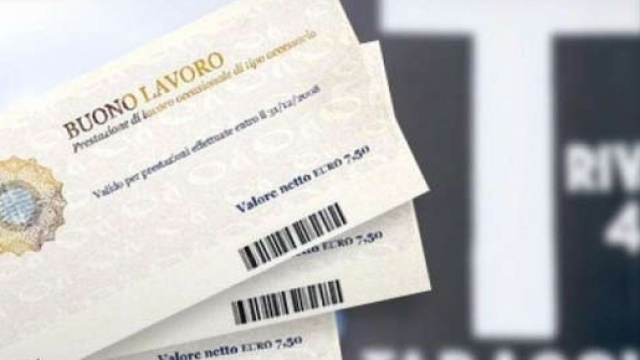 BUONO LAVORO
Prestazione di lavoro occasionale di tipo accessorio
Valido per prestazioni effettuate entro il 31/12/2008
Valore netto EURO 7,50
netto EURO 7,50
Valore netto EURO 7,50
T
RIV
4